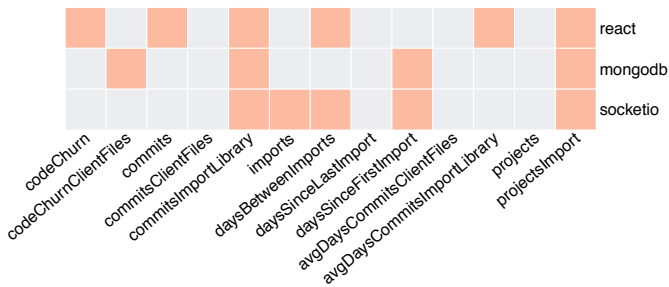 react
mongodb
socketio
codeChurn
codeChurnClientFiles
commits
commitsClientFiles
commitsImportLibrary
imports
daysBetweenImports
daysSinceLastImport
daysSinceFirstImport
avgDaysCommitsClientFiles
avgDaysCommitsImportLibrary
projects
projectsImport